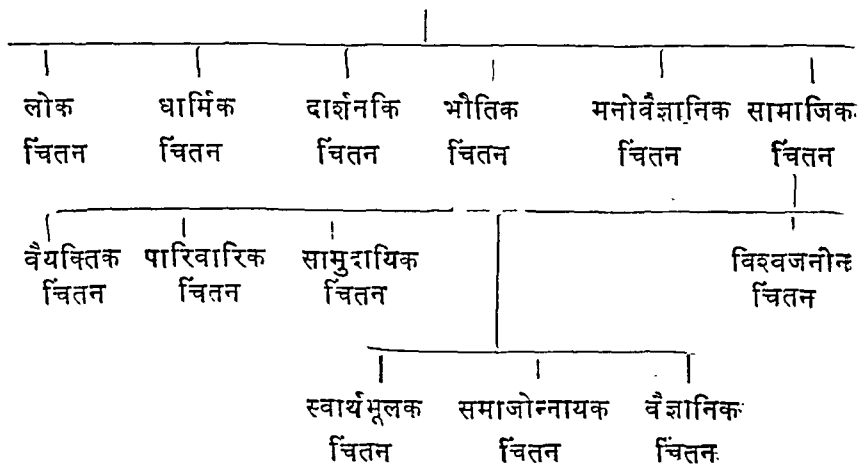 लोक धार्मिक दार्शनकि भौतिक मनोवैज्ञानिक सामाजिक
चिंतन चिंतन चिंतन चिंतन चिंतन चिंतन
वैयक्तिक पारिवारिक सामुदायिक विश्वजनीन
चिंतन चिंतन चिंतन चिंतन
स्वार्थमूलक समाजोन्नायक वैज्ञानिक
चिंतन चिंतन चिंतन